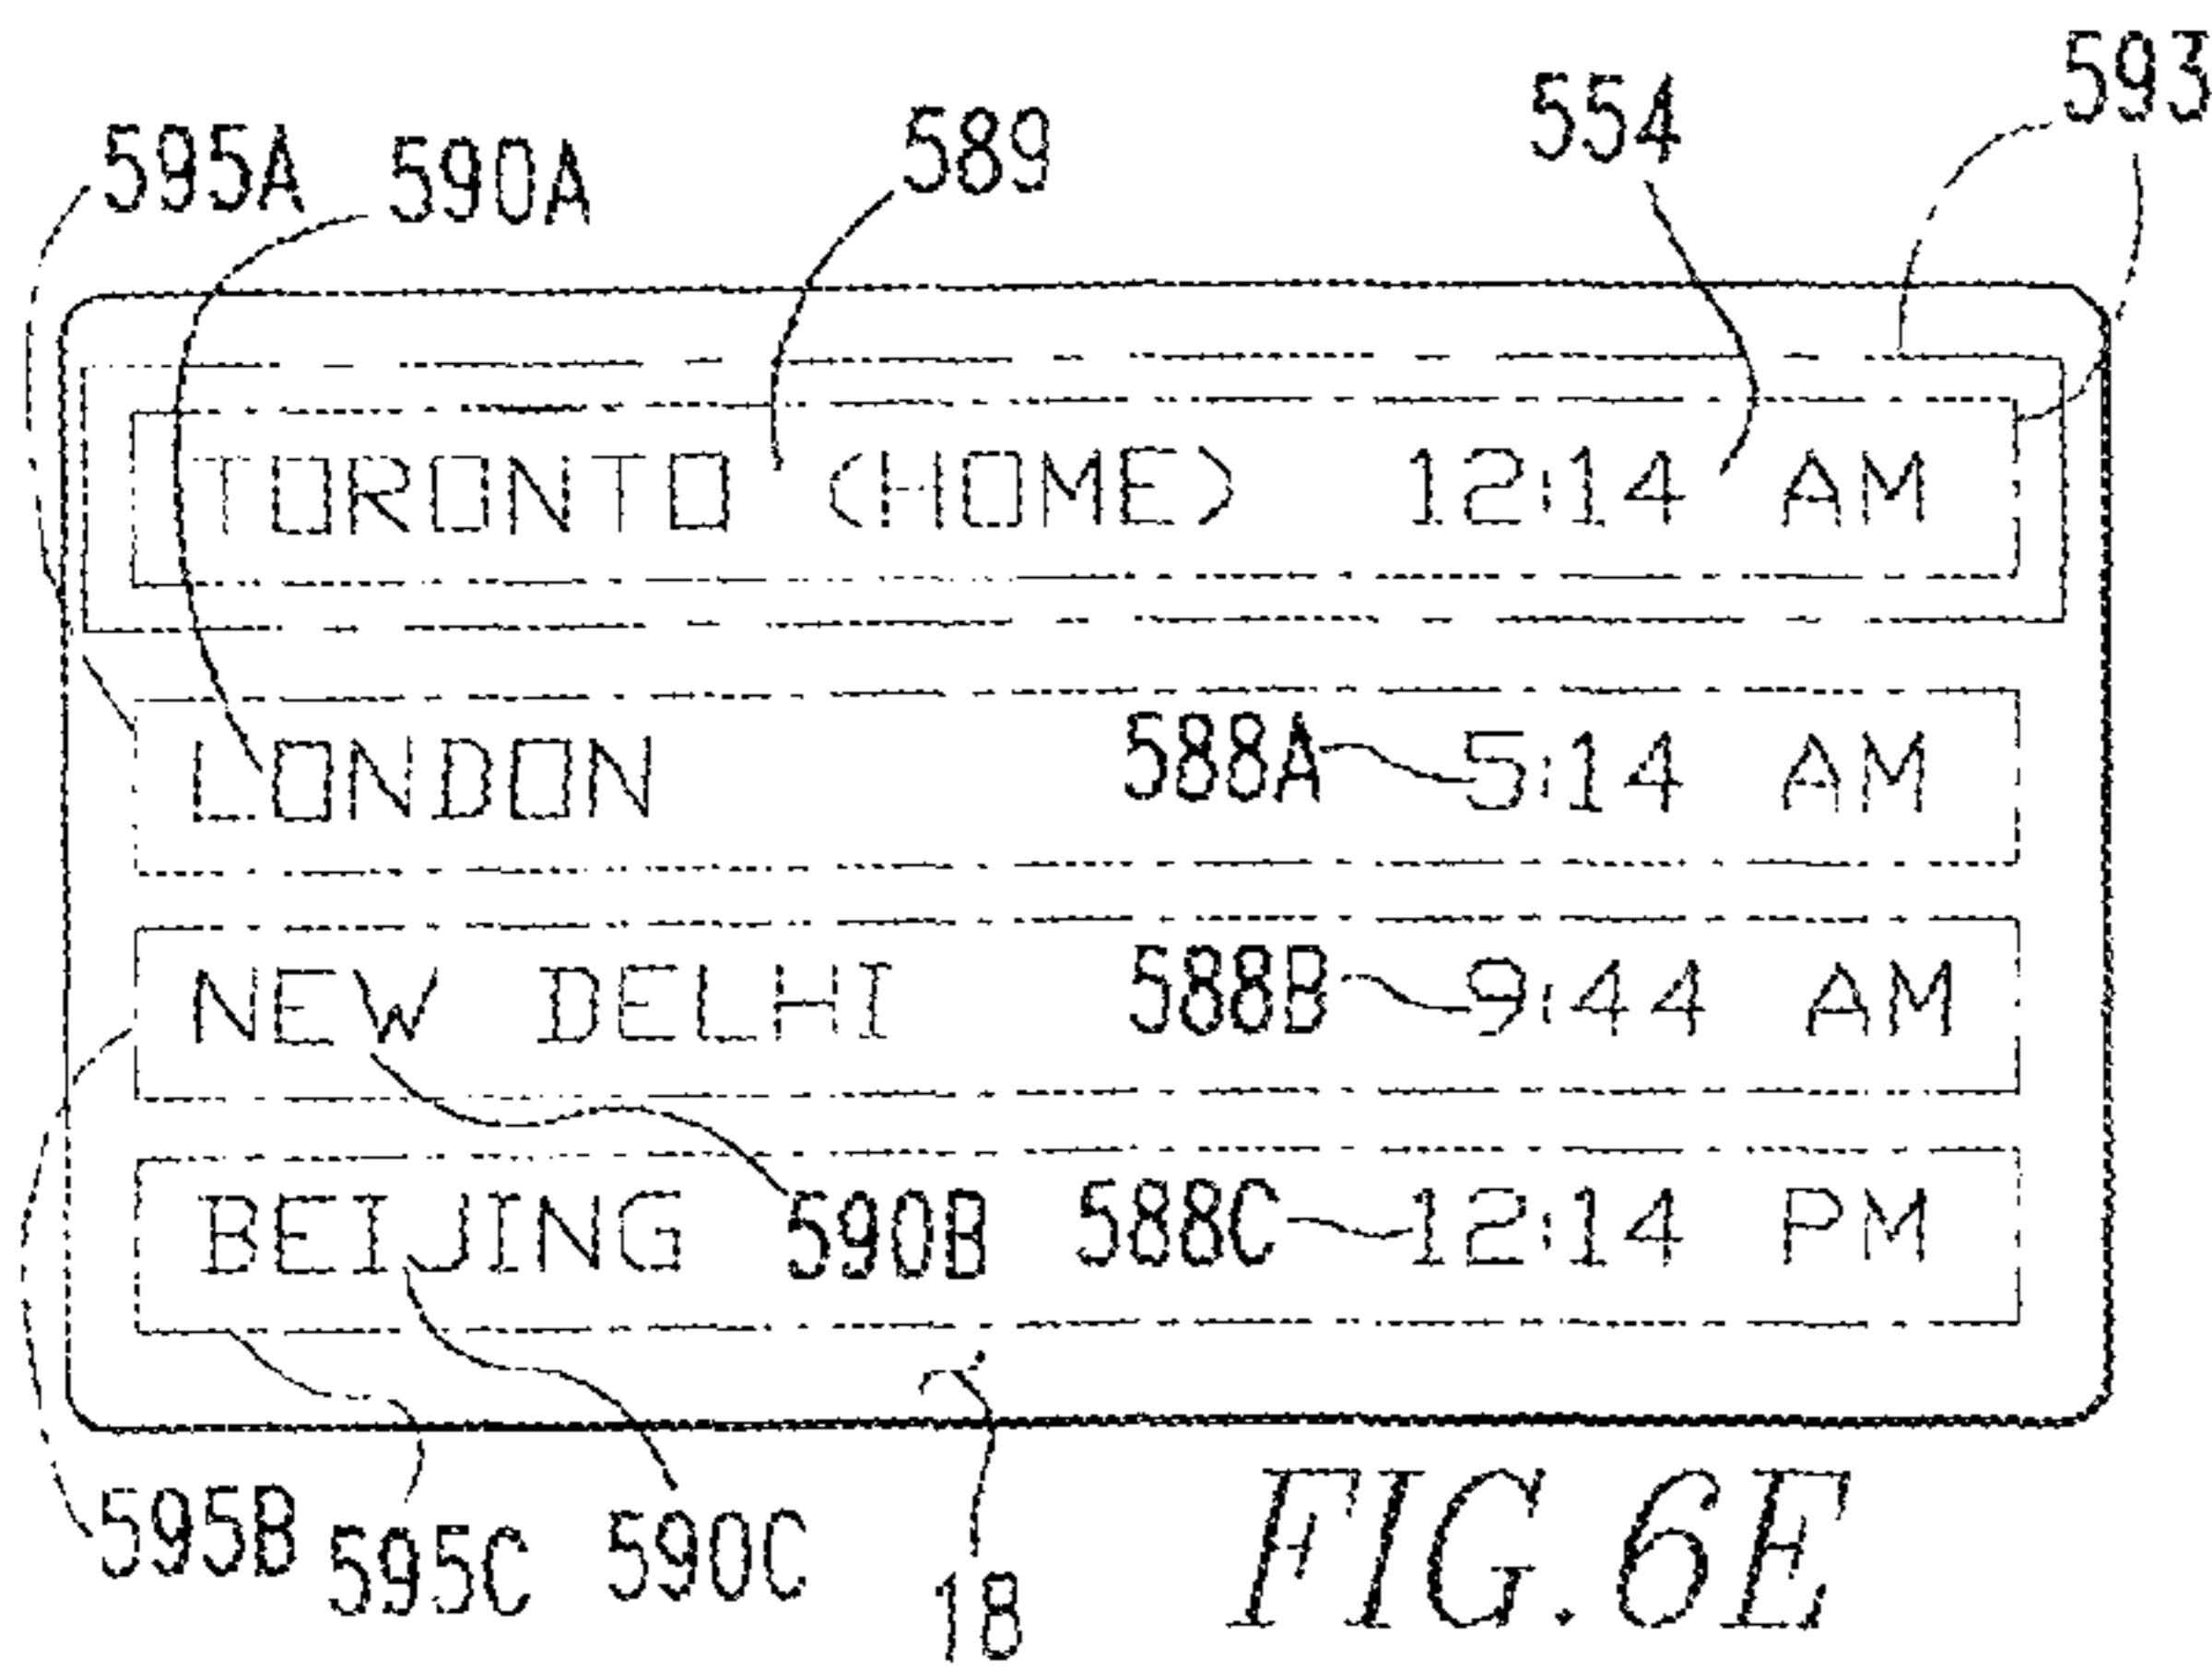 593
554
589
595A 590A
TORONTO (HOME) 12:14 AM
LONDON 588A 5:14 AM
NEW DELHI 588B 9:44 AM
BEIJING 590B 588C 12:14 PM
595B 595C 590C 18 FIG. 6E